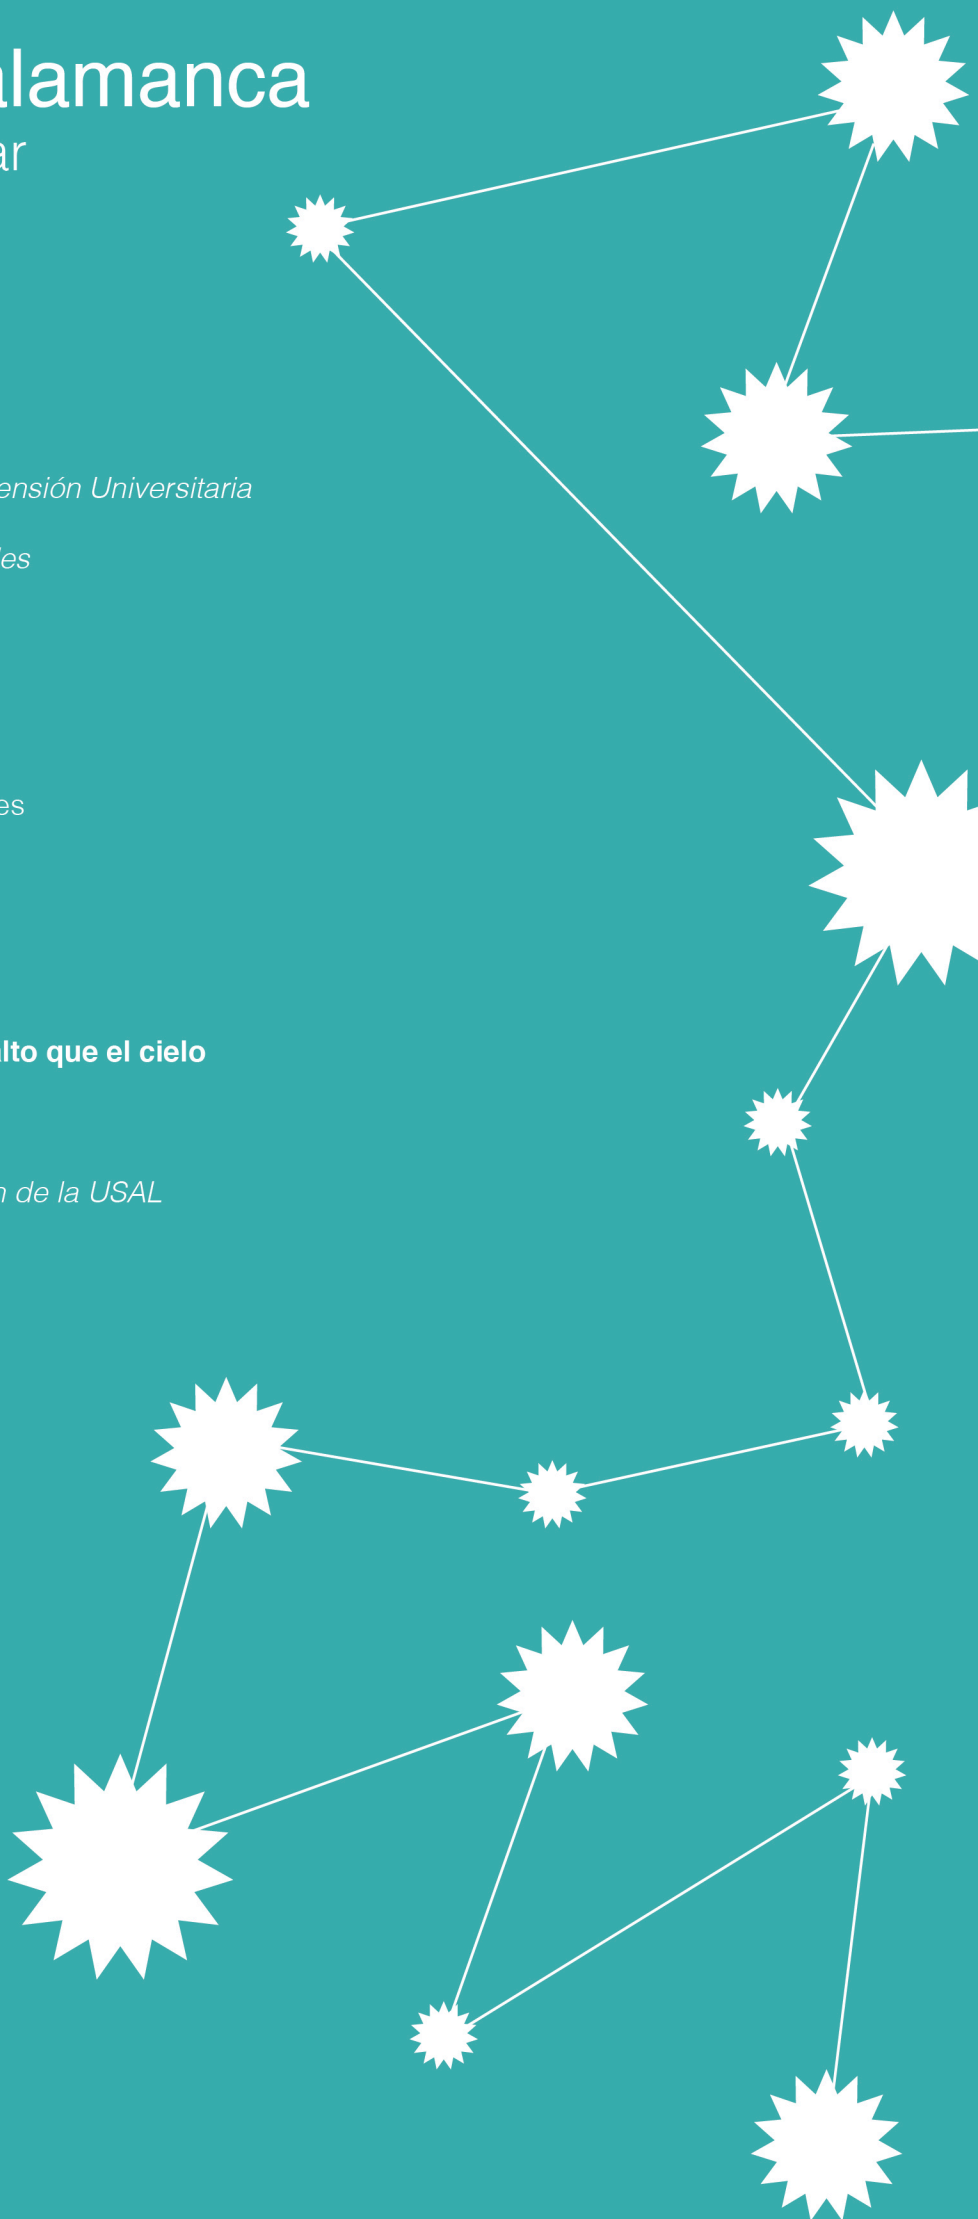 alamanca
ar
ensión Universitaria
es
es
alto que el cielo
n de la USAL